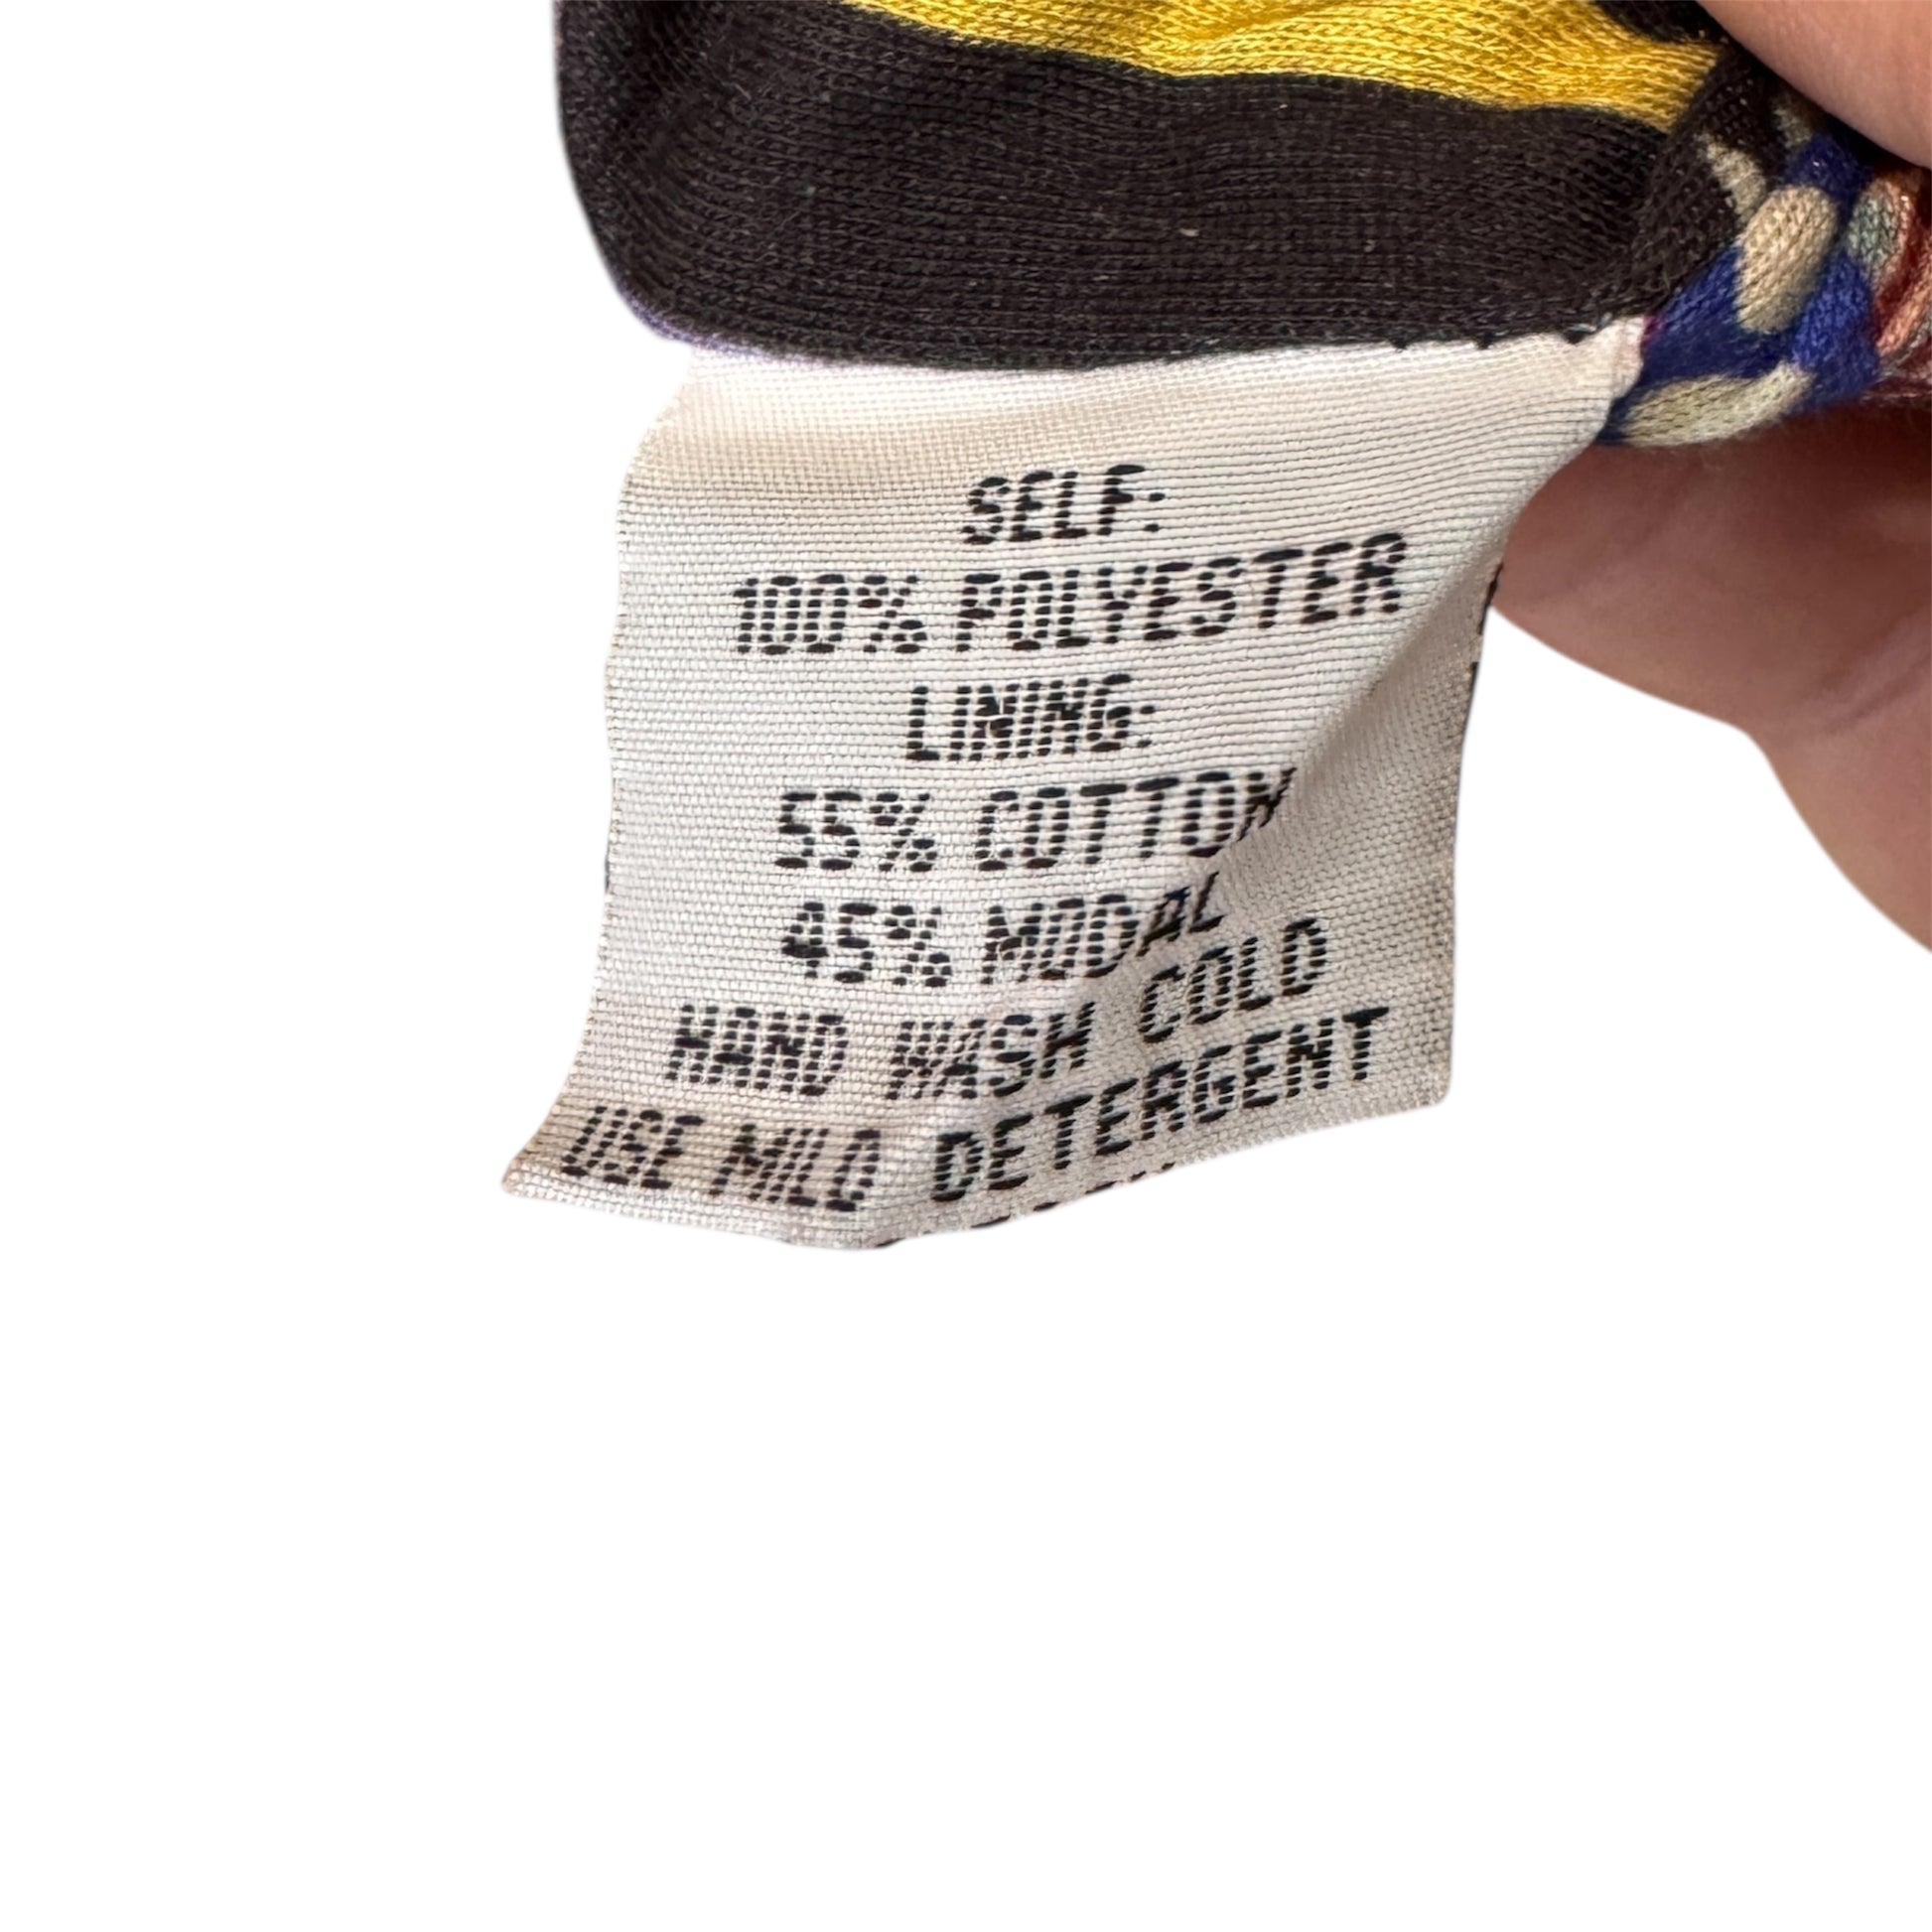 SELF:
100% POLYESTER
LINING:
55% COTTON
45% MODAL
HAND WASH COLD
USE MILD DETERGENT